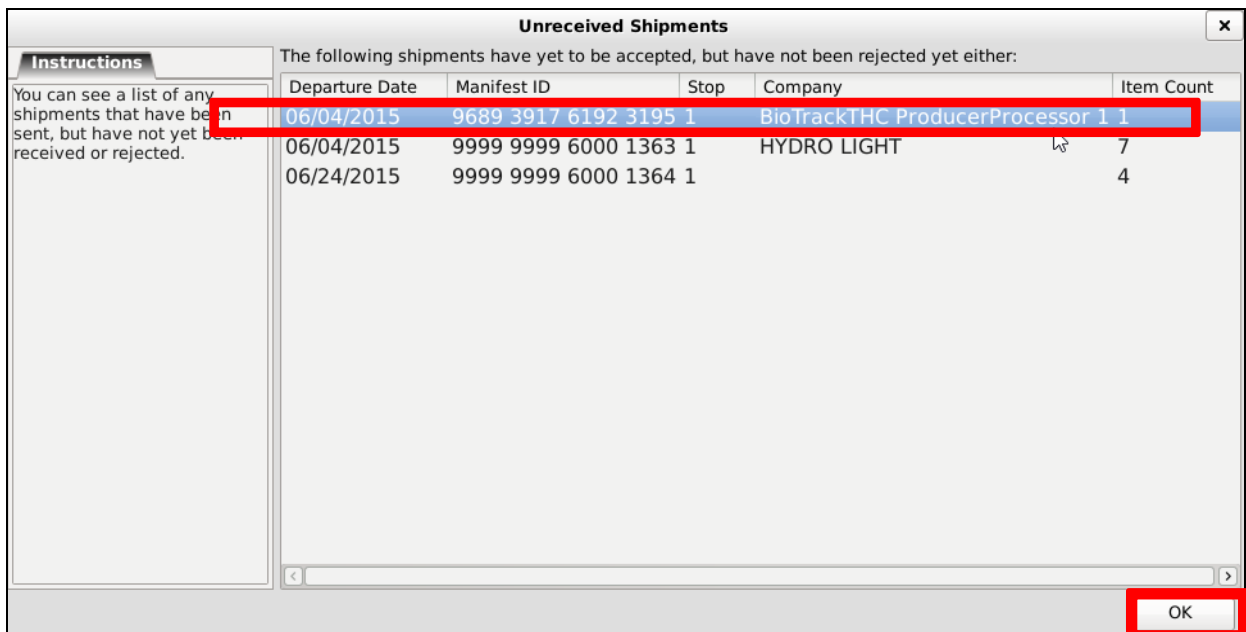 Unreceived Shipments
Instructions
You can see a list of any
shipments that have been
sent, but have not yet been
received or rejected.
The following shipments have yet to be accepted, but have not been rejected yet either:
Departure Date Manifest ID Stop Company Item Count
06/04/2015 9689 3917 6192 3195 1 BioTrackTHC ProducerProcessor 1 1
06/04/2015 9999 9999 6000 1363 1 HYDRO LIGHT 7
06/24/2015 9999 9999 6000 1364 1 4
OK